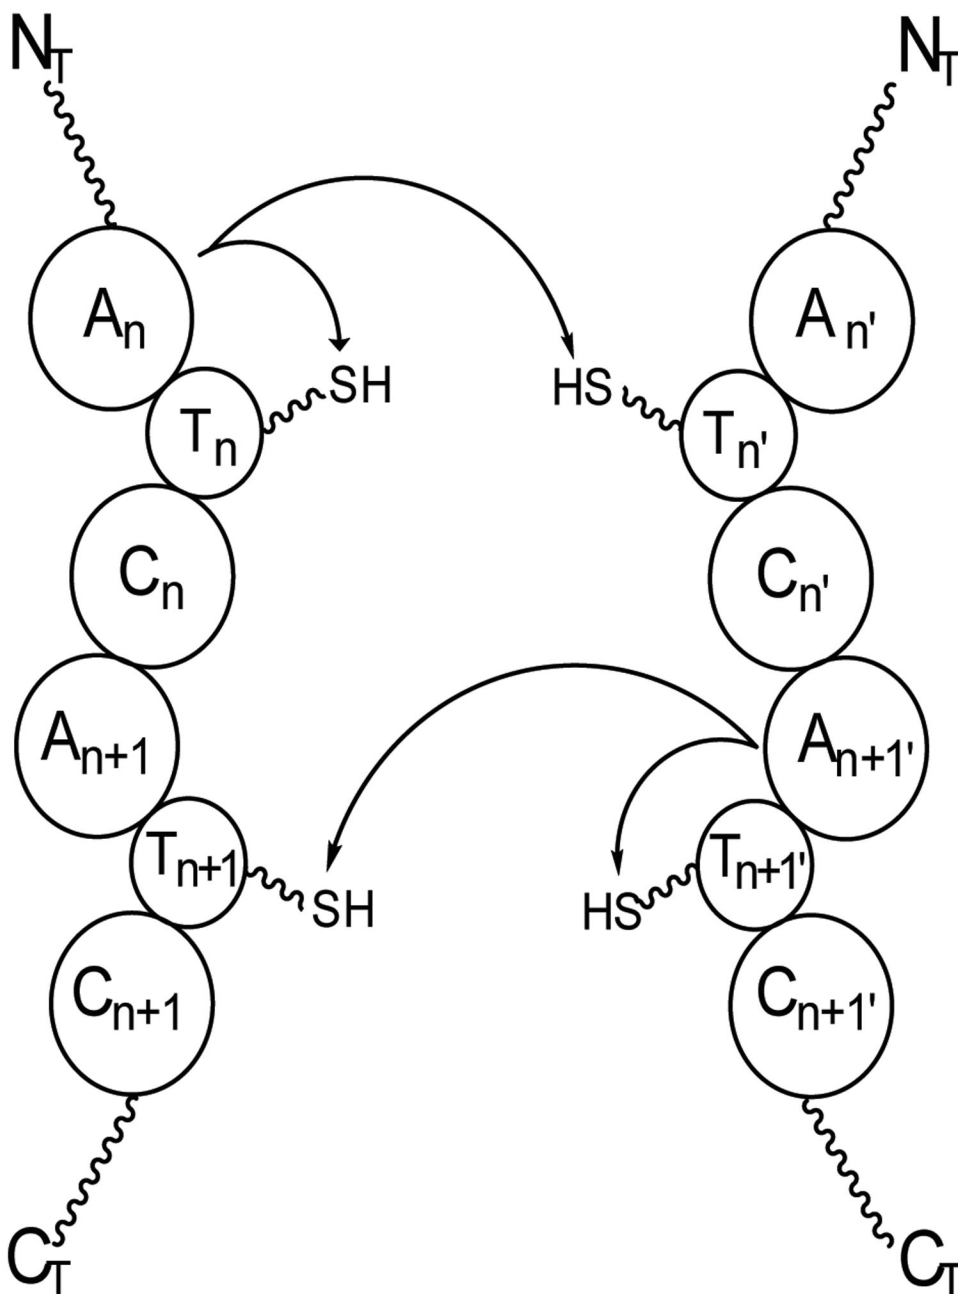 NT NT
An An'
SH HS
Tn Tn'
Cn Cn'
An+1 An+1'
Tn+1 Tn+1'
SH HS
Cn+1 Cn+1'
CT CT